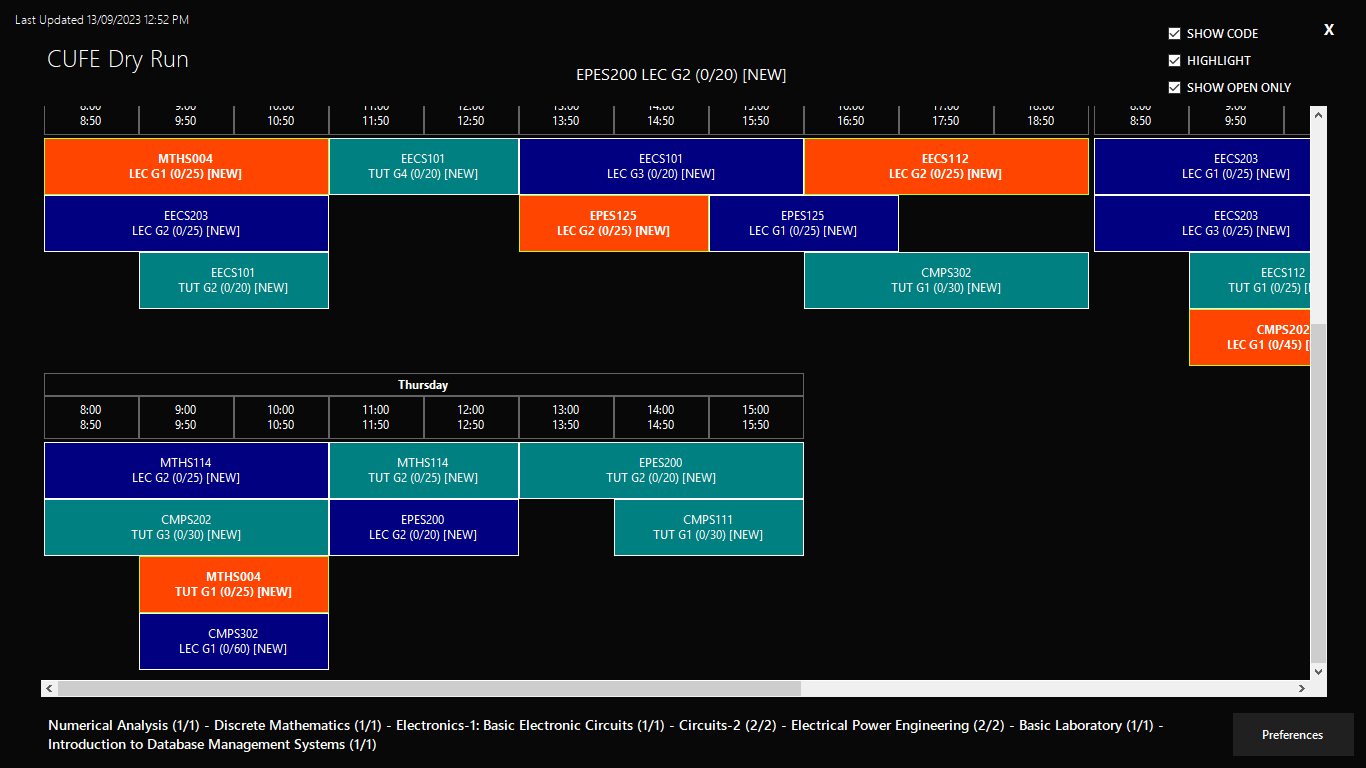 Last Updated 13/09/2023 12:52 PM
CUFE Dry Run
EPES200 LEC G2 (0/20) [NEW]
SHOW CODE
HIGHLIGHT
SHOW OPEN ONLY
X
8:00 9:00 10:00 11:00 12:00 13:00 14:00 15:00 16:00 17:00 18:00 8:00 9:00
8:50 9:50 10:50 11:50 12:50 13:50 14:50 15:50 16:50 17:50 18:50 8:50 9:50
MTHS004 EECS101 EECS101 EECS112 EECS203
LEC G1 (0/25) [NEW] TUT G4 (0/20) [NEW] LEC G3 (0/20) [NEW] LEC G2 (0/25) [NEW] LEC G1 (0/25) [NEW]
EECS203 EPES125 EPES125 EECS203
LEC G2 (0/25) [NEW] LEC G2 (0/25) [NEW] LEC G1 (0/25) [NEW] LEC G3 (0/25) [NEW]
EECS101 CMPS302 EECS112
TUT G2 (0/20) [NEW] TUT G1 (0/30) [NEW] TUT G1 (0/25) [
CMPS202
LEC G1 (0/45) [
Thursday
8:00 9:00 10:00 11:00 12:00 13:00 14:00 15:00
8:50 9:50 10:50 11:50 12:50 13:50 14:50 15:50
MTHS114 MTHS114 EPES200
LEC G2 (0/25) [NEW] TUT G2 (0/25) [NEW] TUT G2 (0/20) [NEW]
CMPS202 EPES200 CMPS111
TUT G3 (0/30) [NEW] LEC G2 (0/20) [NEW] TUT G1 (0/30) [NEW]
MTHS004
TUT G1 (0/25) [NEW]
CMPS302
LEC G1 (0/60) [NEW]
Numerical Analysis (1/1) - Discrete Mathematics (1/1) - Electronics-1: Basic Electronic Circuits (1/1) - Circuits-2 (2/2) - Electrical Power Engineering (2/2) - Basic Laboratory (1/1) -
Introduction to Database Management Systems (1/1)
Preferences